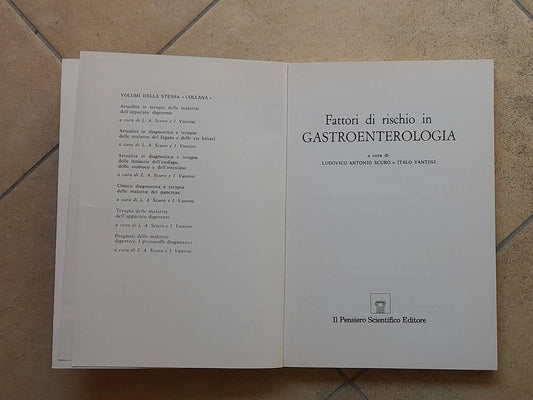 VOLUMI DELLA STESSA «COLLANA»:
Attualità in terapia delle malattie
dell'apparato digerente
a cura di L. A. Scuro e I. Vantini
Attualità in diagnostica e terapia
delle malattie del fegato e delle vie biliari
a cura di L. A. Scuro e I. Vantini
Attualità in diagnostica e terapia
delle malattie dell'esofago,
dello stomaco e dell'intestino
a cura di L. A. Scuro e I. Vantini
Clinica diagnostica e terapia
delle malattie del pancreas
a cura di L. A. Scuro e I. Vantini
Terapia delle malattie
dell'apparato digerente
a cura di L. A. Scuro e I. Vantini
Diagnosi delle malattie
digestive. I protocolli diagnostici
a cura di L. A. Scuro e I. Vantini
Fattori di rischio in
GASTROENTEROLOGIA
a cura di
LUDOVICO ANTONIO SCURO e ITALO VANTINI
Il Pensiero Scientifico Editore